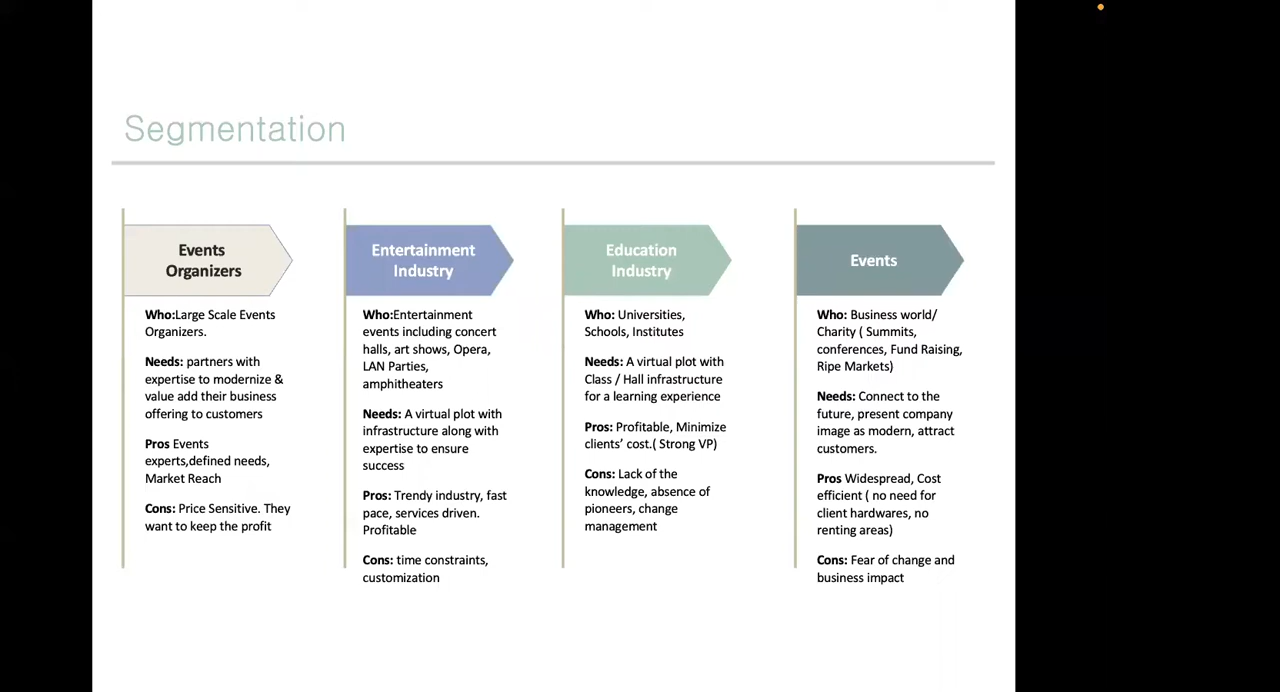 Segmentation
Events
Organizers
Who:Large Scale Events
Organizers.
Needs: partners with
expertise to modernize &
value add their business
offering to customers
Pros Events
experts,defined needs,
Market Reach
Cons: Price Sensitive. They
want to keep the profit
Entertainment
Industry
Who:Entertainment
events including concert
halls, art shows, Opera,
LAN Parties,
amphitheaters
Needs: A virtual plot with
infrastructure along with
expertise to ensure
success
Pros: Trendy industry, fast
pace, services driven.
Profitable
Cons: time constraints,
customization
Education
Industry
Who: Universities,
Schools, Institutes
Needs: A virtual plot with
Class / Hall infrastructure
for a learning experience
Pros: Profitable, Minimize
clients’ cost.( Strong VP)
Cons: Lack of the
knowledge, absence of
pioneers, change
management
Events
Who: Business world/
Charity ( Summits,
conferences, Fund Raising,
Ripe Markets)
Needs: Connect to the
future, present company
image as modern, attract
customers.
Pros Widespread, Cost
efficient ( no need for
client hardwares, no
renting areas)
Cons: Fear of change and
business impact